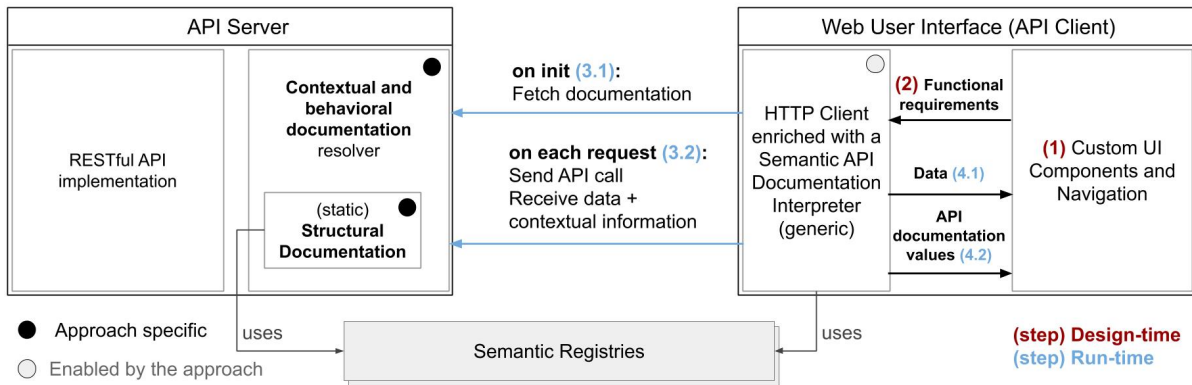 API Server
Web User Interface (API Client)
RESTful API
implementation
Contextual and
behavioral
documentation
resolver
(static)
Structural
Documentation
on init (3.1):
Fetch documentation
on each request (3.2):
Send API call
Receive data +
contextual information
HTTP Client
enriched with a
Semantic API
Documentation
Interpreter
(generic)
(2) Functional
requirements
Data (4.1)
API
documentation
values (4.2)
(1) Custom UI
Components and
Navigation
Approach specific
Enabled by the approach
uses
Semantic Registries
uses
(step) Design-time
(step) Run-time